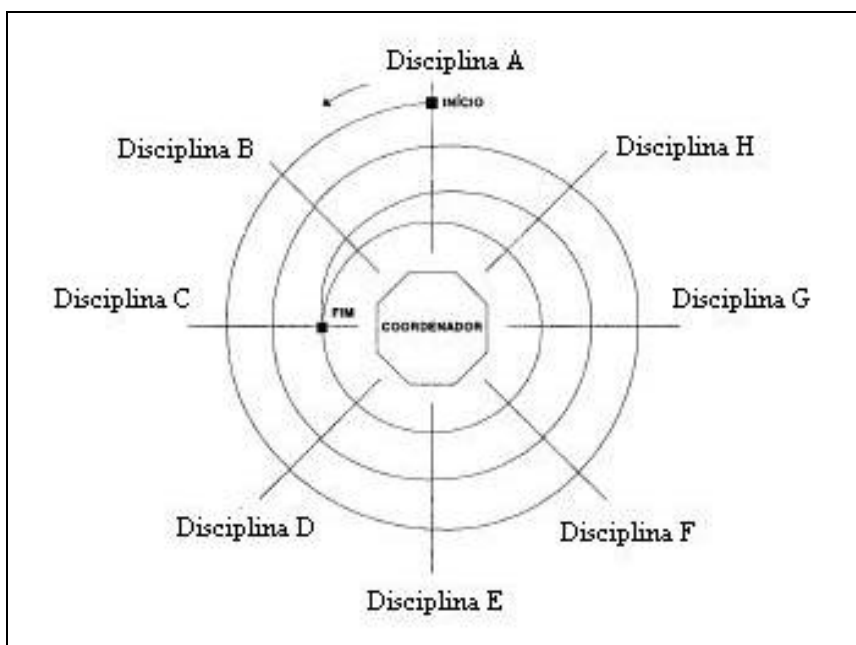 Disciplina A
INÍCIO
Disciplina B
Disciplina H
Disciplina C
FIM
COORDENADOR
Disciplina G
Disciplina D
Disciplina F
Disciplina E